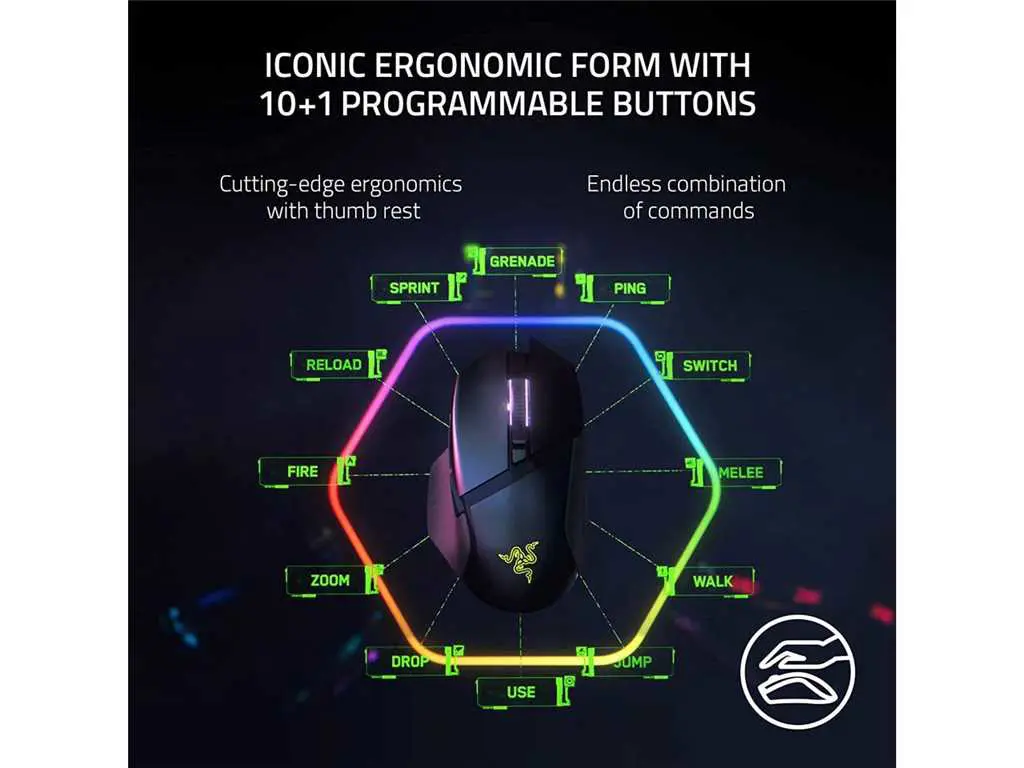 ICONIC ERGONOMIC FORM WITH
10+1 PROGRAMMABLE BUTTONS
Cutting-edge ergonomics
with thumb rest
Endless combination
of commands
GRENADE
SPRINT
PING
RELOAD
SWITCH
FIRE
MELEE
ZOOM
WALK
DROP
JUMP
USE